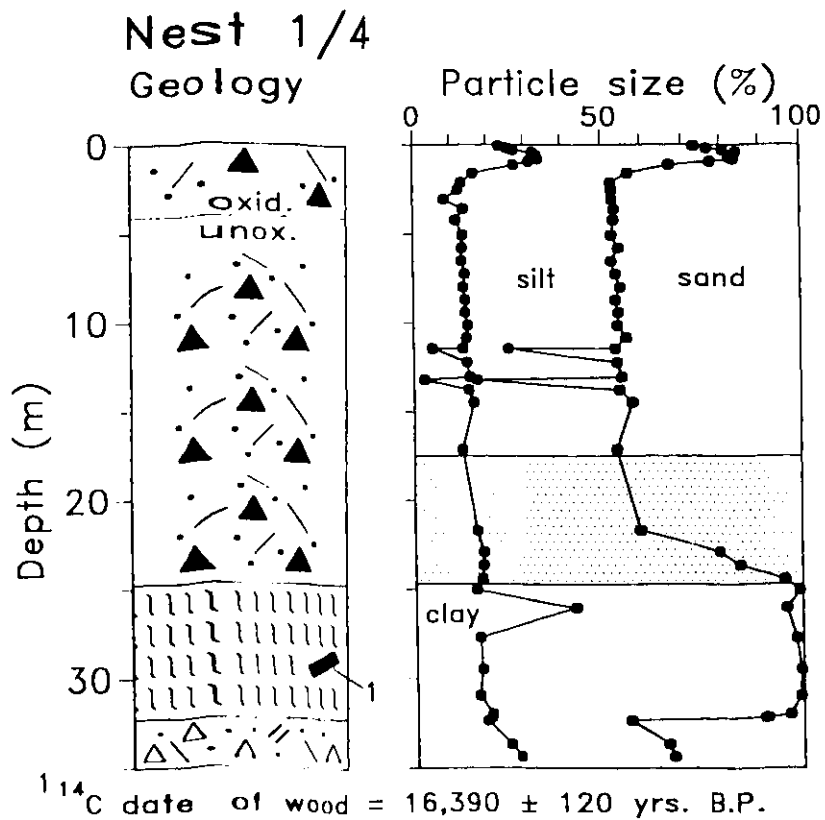 Nest 1/4
Geology
Particle size (%)
0 50 100
0
oxid.
unox.
silt
sand
10
Depth (m)
20
clay
30
1
1 14C date of wood = 16,390 ± 120 yrs. B.P.